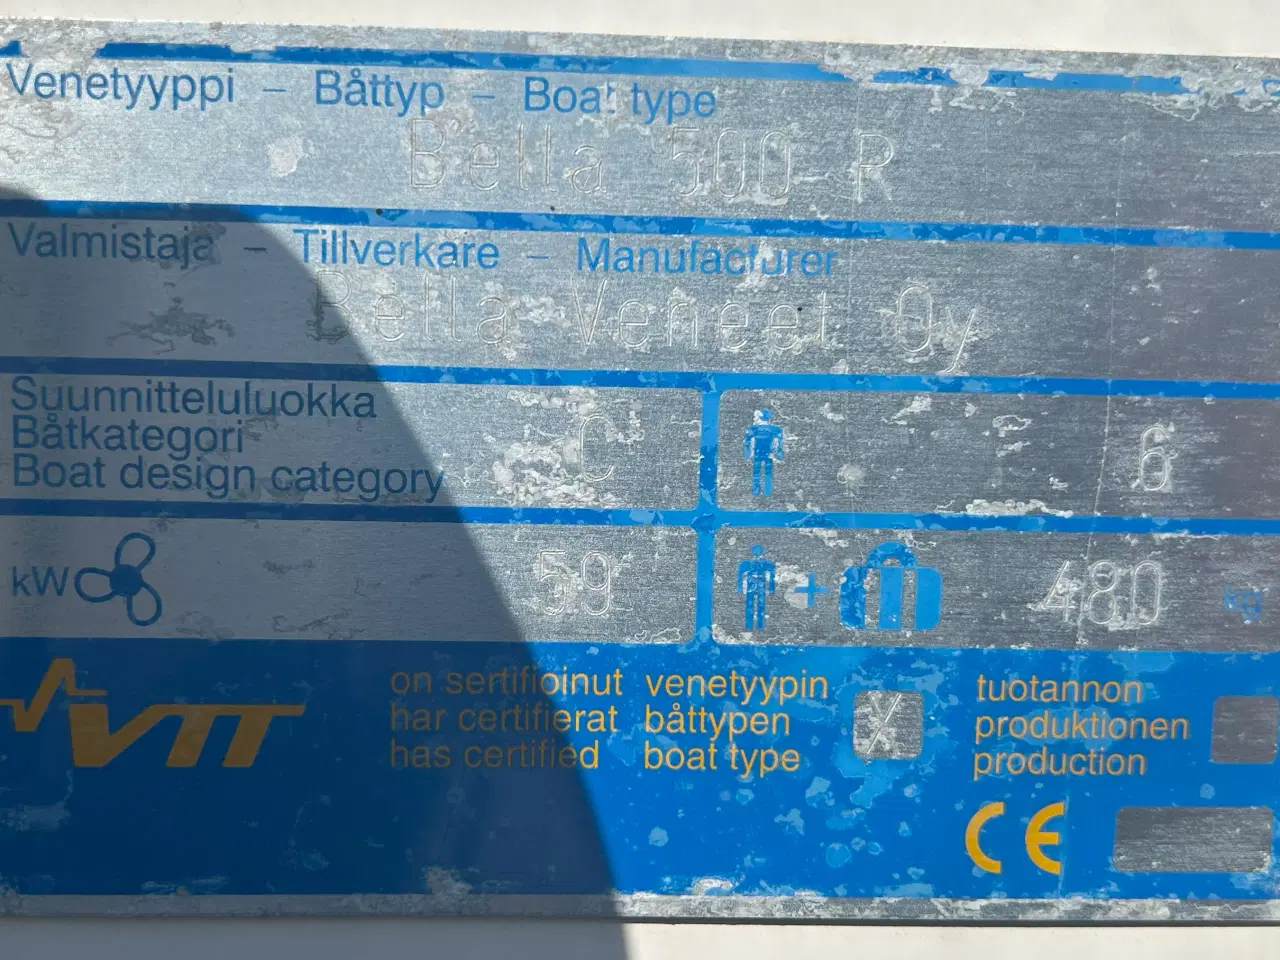 Venetyyppi – Båttyp – Boat type
Bella 500 R
Valmistaja – Tillverkare – Manufacturer
Bella Veneet Oy
Suunnitteluluokka
Båtkategori
Boat design category
C
6
kW
59
+
480 kg
VTT
on sertifioinut venetyypin
har certifierat båttypen
has certified boat type
X
tuotannon
produktionen
production
CE